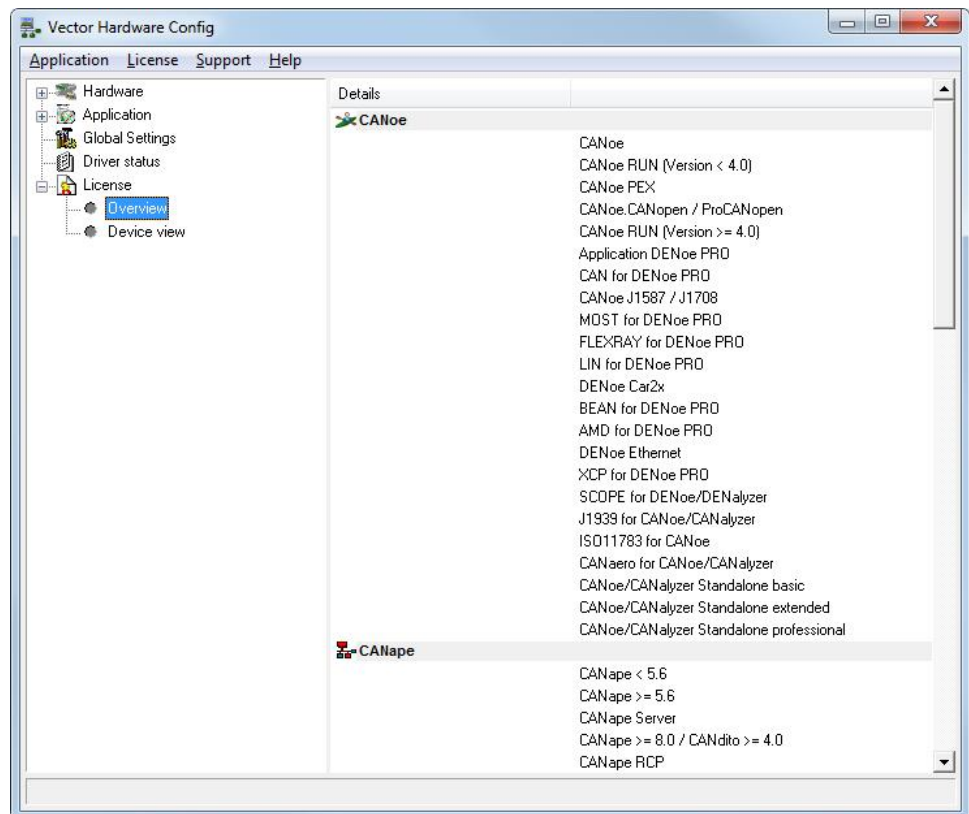 Vector Hardware Config
Application License Support Help
Hardware
Application
Global Settings
Driver status
License
Overview
Device view
Details
CANoe
CANoe
CANoe RUN (Version < 4.0)
CANoe PEX
CANoe.CANopen / ProCANopen
CANoe RUN (Version >= 4.0)
Application DENoe PRO
CAN for DENoe PRO
CANoe J1587 / J1708
MOST for DENoe PRO
FLEXRAY for DENoe PRO
LIN for DENoe PRO
DENoe Car2x
BEAN for DENoe PRO
AMD for DENoe PRO
DENoe Ethernet
XCP for DENoe PRO
SCOPE for DENoe/DENalyzer
J1939 for CANoe/CANalyzer
ISO11783 for CANoe
CANaero for CANoe/CANalyzer
CANoe/CANalyzer Standalone basic
CANoe/CANalyzer Standalone extended
CANoe/CANalyzer Standalone professional
CANape
CANape < 5.6
CANape >= 5.6
CANape Server
CANape >= 8.0 / CANdito >= 4.0
CANape RCP